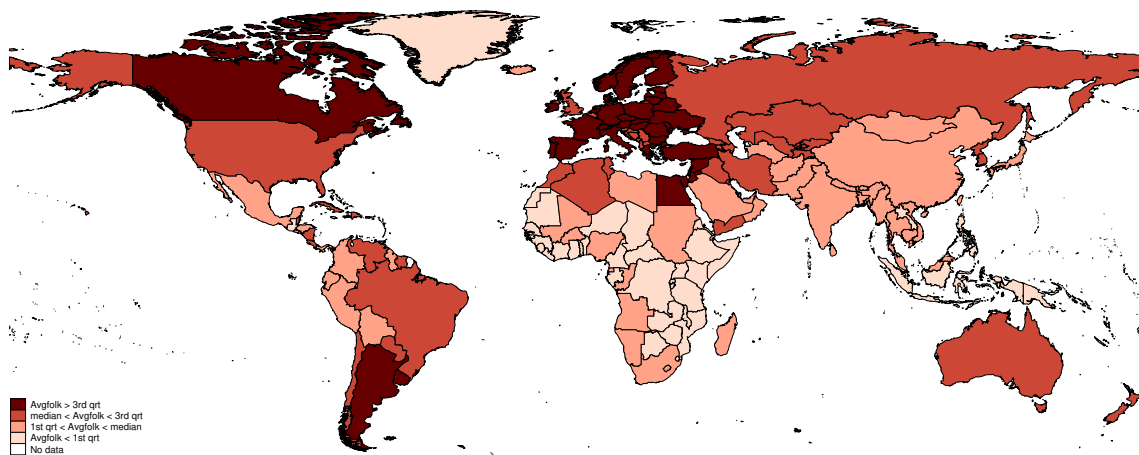 Avgfolk > 3rd qrt
median < Avgfolk < 3rd qrt
1st qrt < Avgfolk < median
Avgfolk < 1st qrt
No data